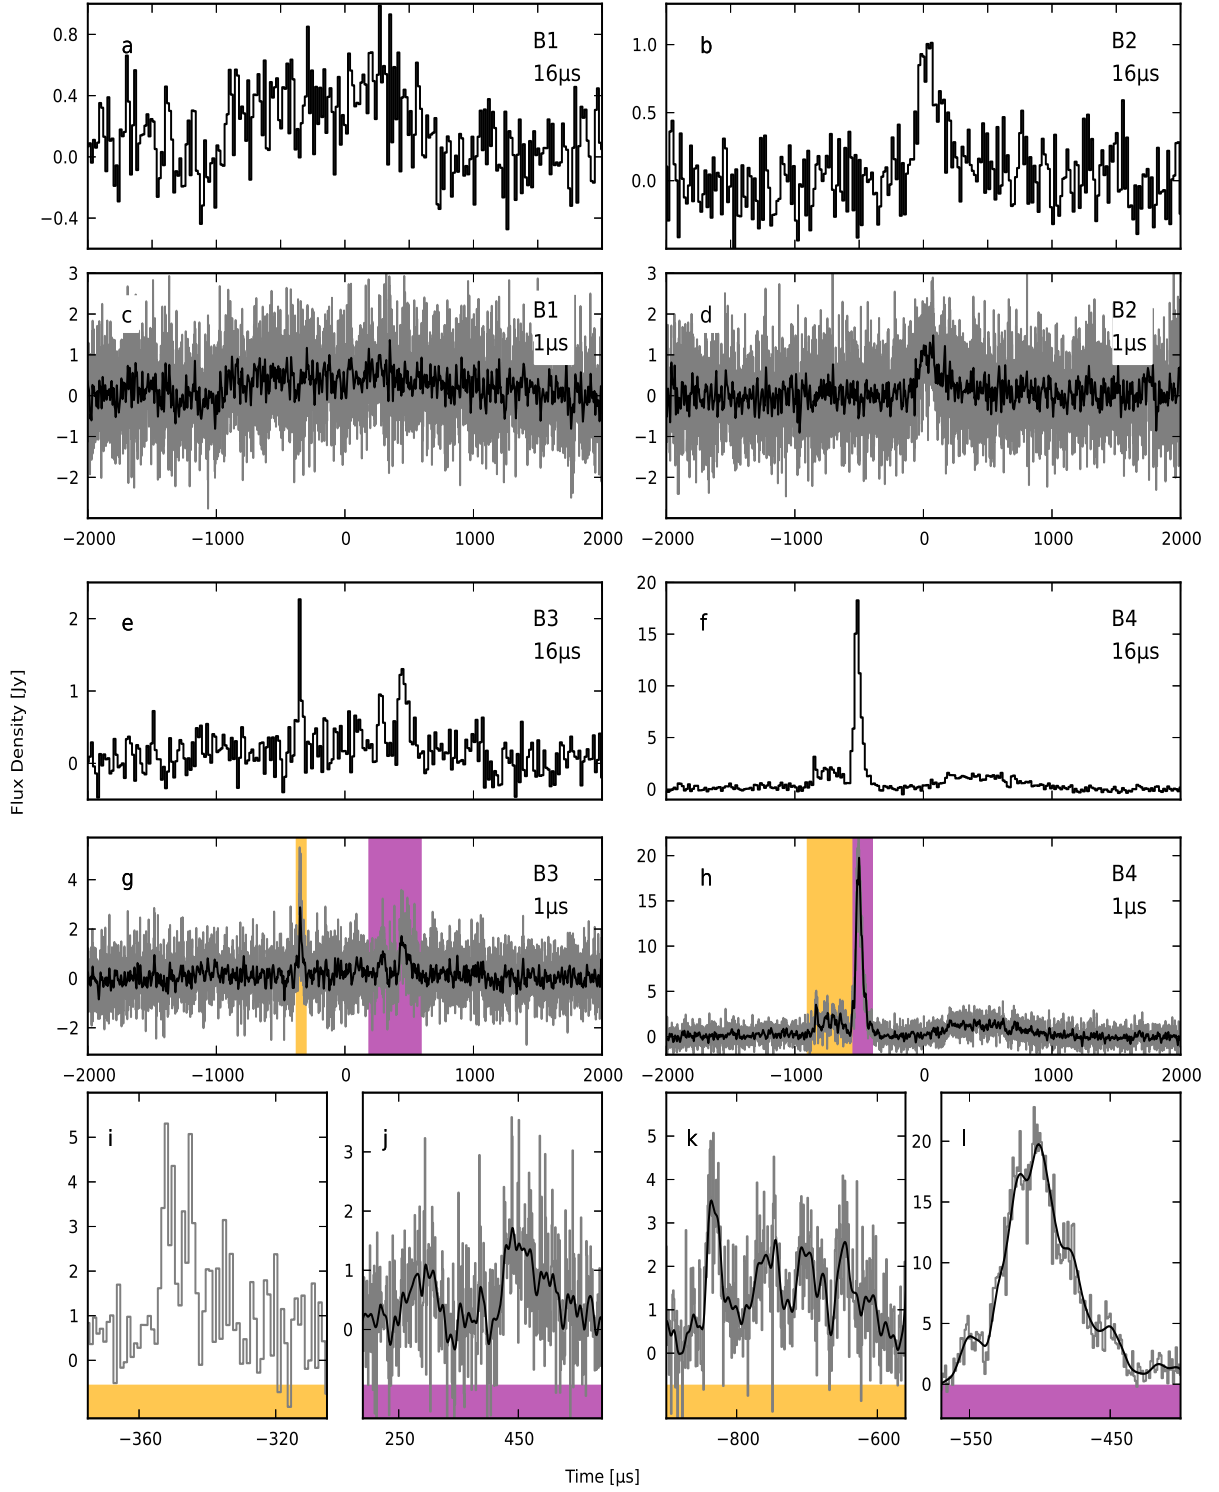 a B1
16μs
0.8
0.4
0.0
−0.4
b B2
16μs
1.0
0.5
0.0
c B1
1μs
3
2
1
0
−1
−2
−2000 −1000 0 1000 2000
d B2
1μs
3
2
1
0
−1
−2
−2000 −1000 0 1000 2000
Flux Density [Jy]
e B3
16μs
2
1
0
f B4
16μs
20
15
10
5
0
g B3
1μs
4
2
0
−2
−2000 −1000 0 1000 2000
h B4
1μs
20
15
10
5
0
−2000 −1000 0 1000 2000
i
5
4
3
2
1
0
−360 −320
j
3
2
1
0
250 450
k
5
4
3
2
1
0
−800 −600
l
20
15
10
5
0
−550 −450
Time [μs]